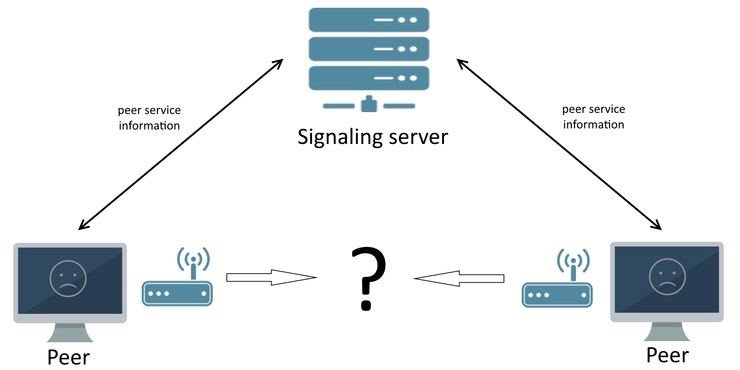 Signaling server
peer service
information
peer service
information
?
Peer
Peer